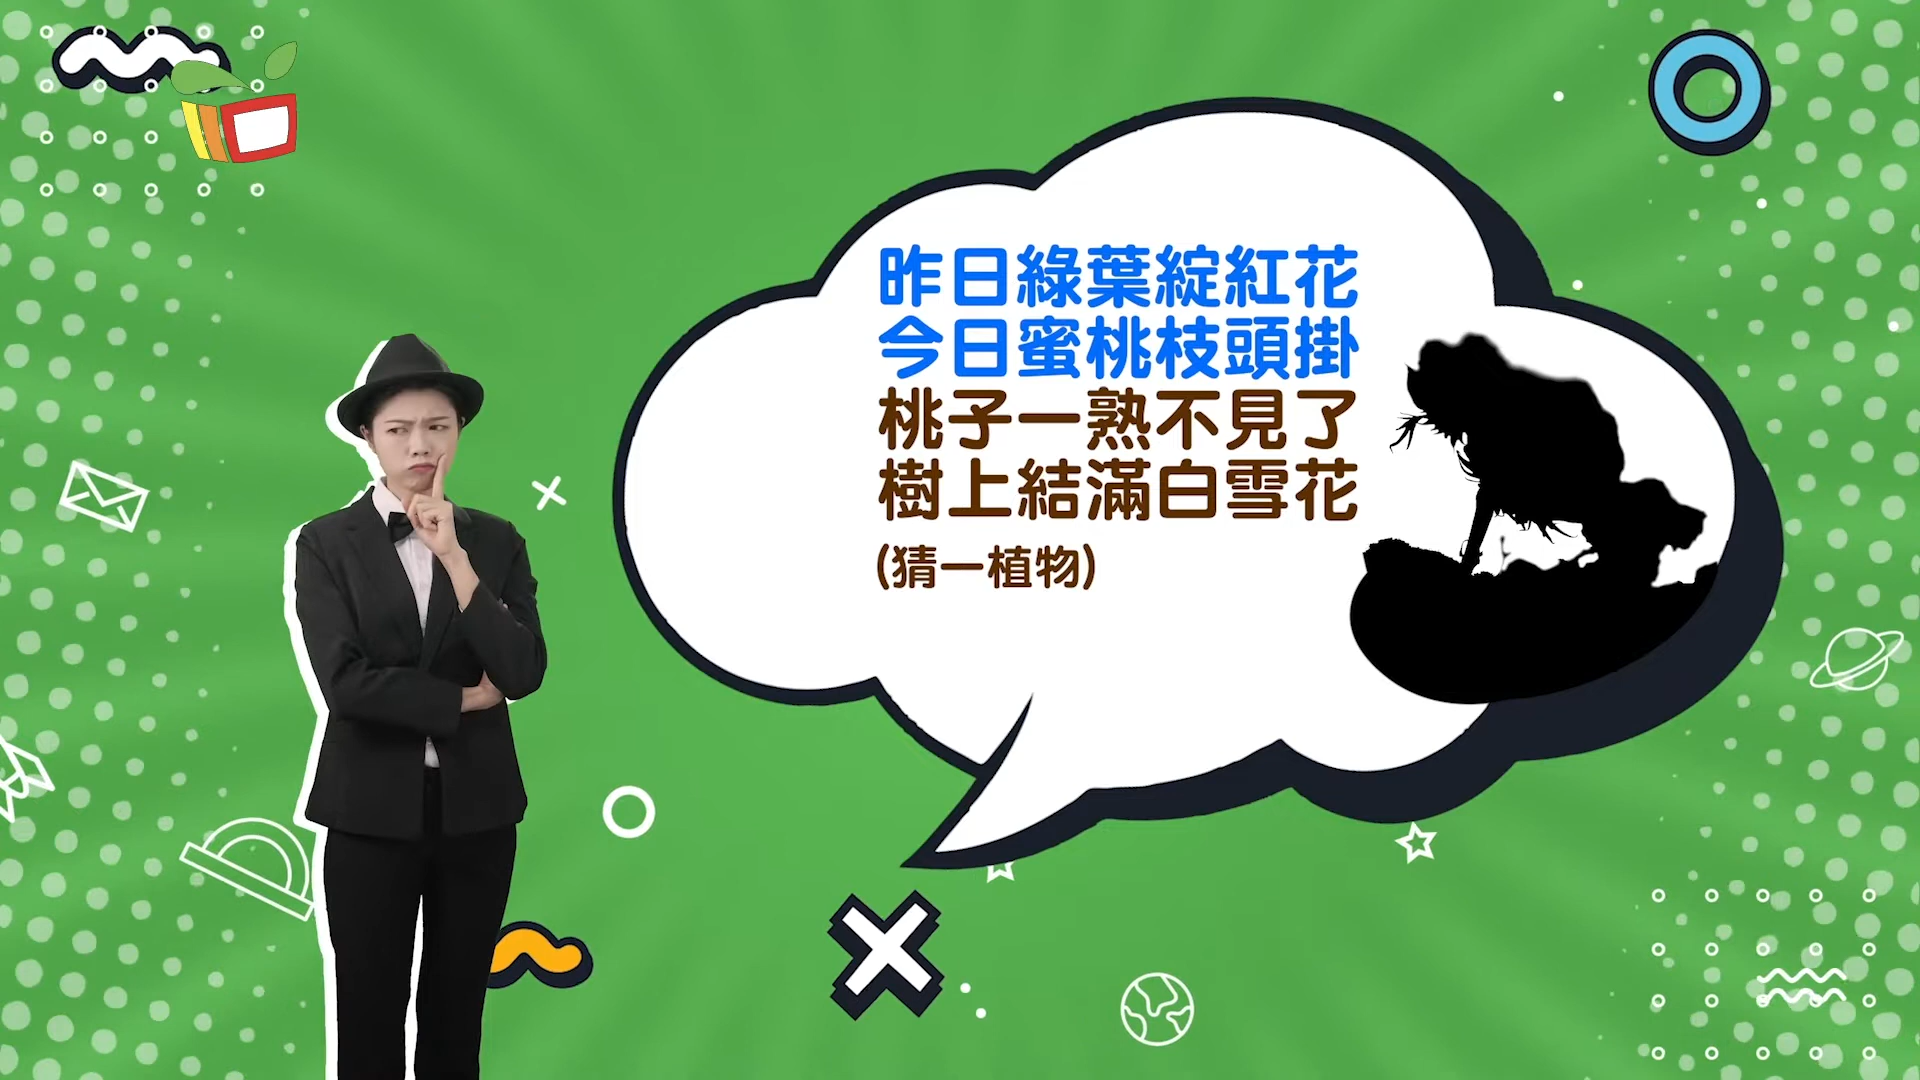 昨日綠葉綻紅花
今日蜜桃枝頭掛
桃子一熟不見了
樹上結滿白雪花
(猜一植物)